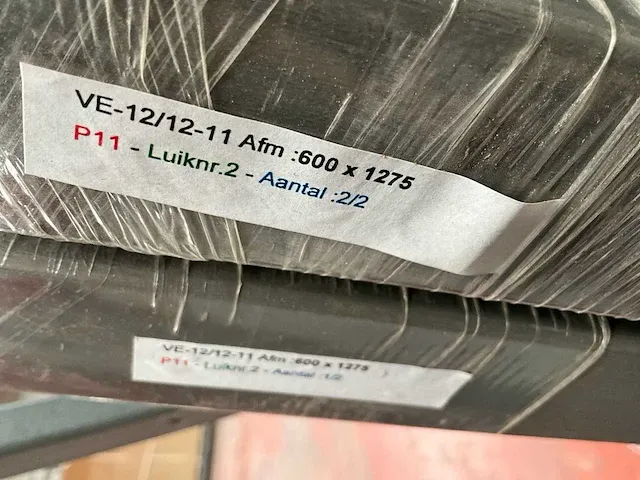 VE-12/12-11 Afm :600 x 1275
P11 - Luiknr.2 - Aantal :2/2
VE-12/12-11 Afm :600 x 1275
P11 - Luiknr.2 - Aantal :1/2